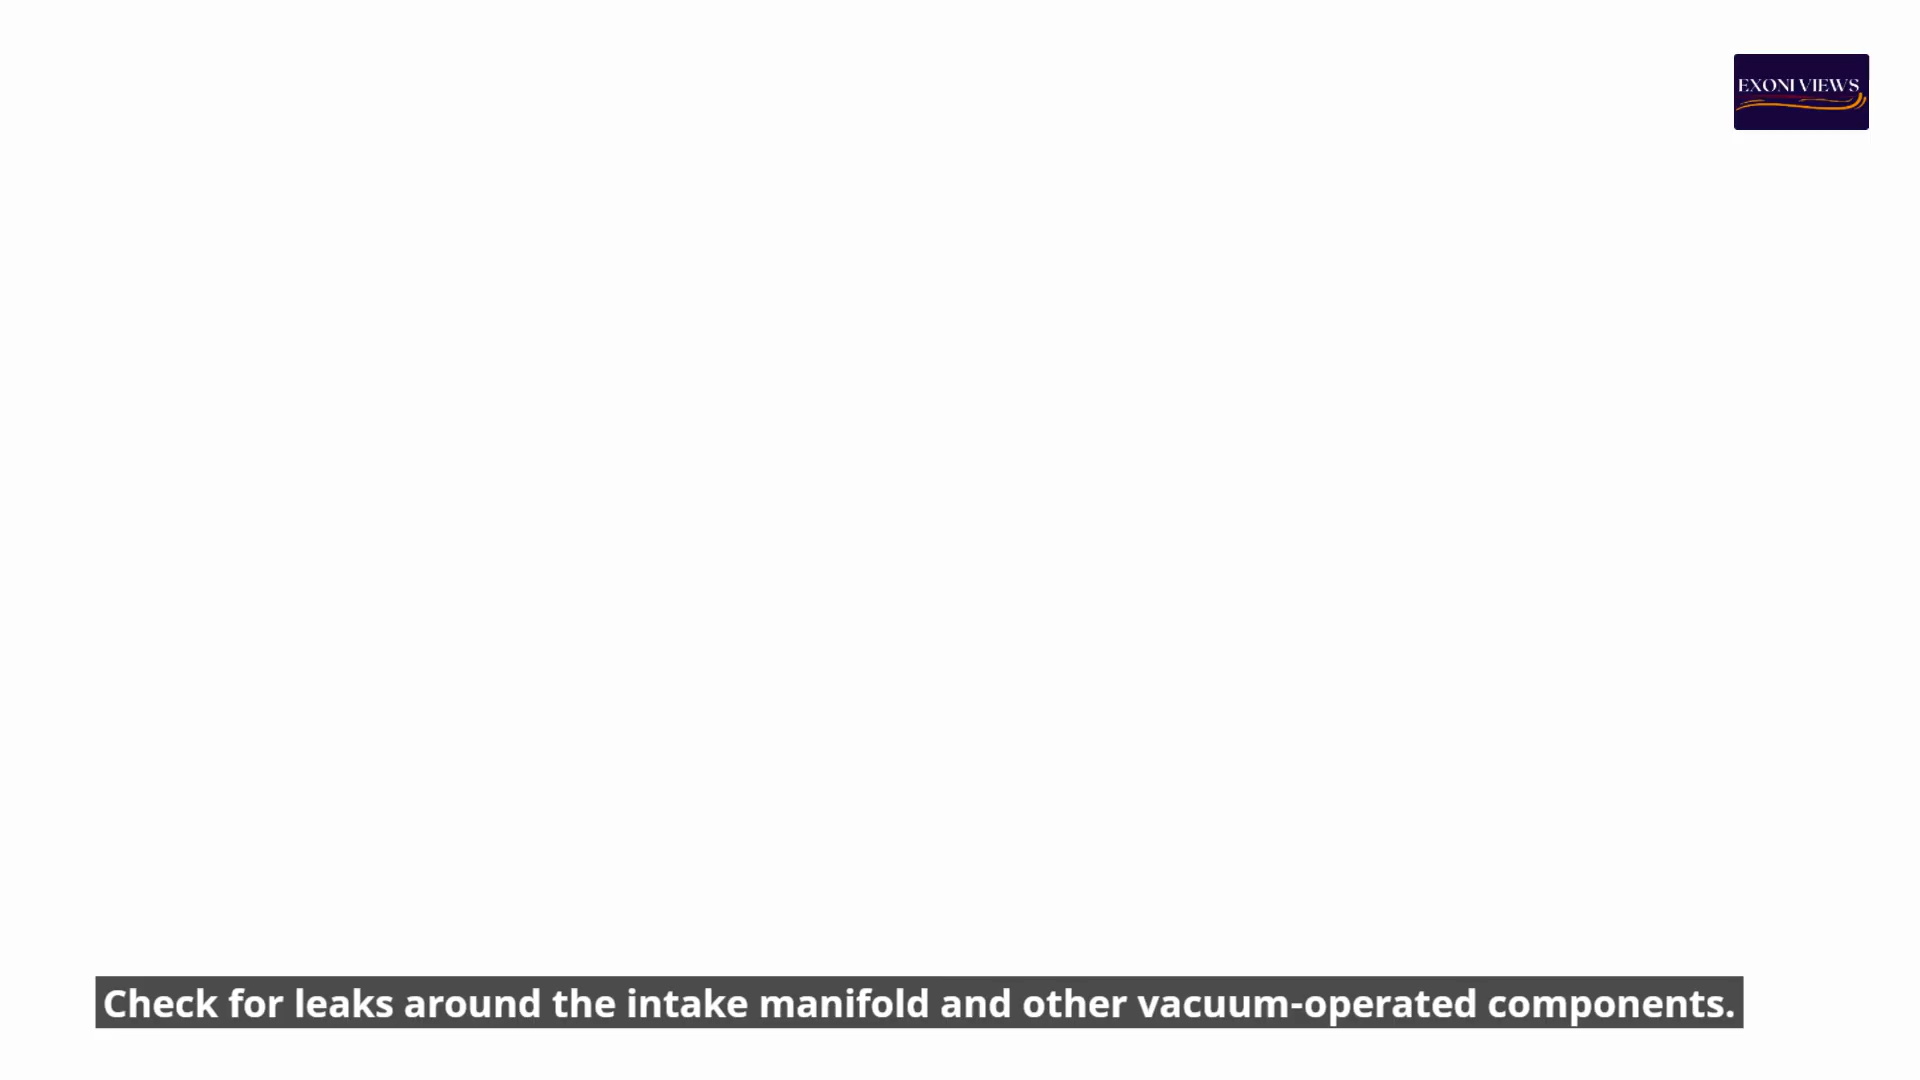 EXONI VIEWS
Check for leaks around the intake manifold and other vacuum-operated components.